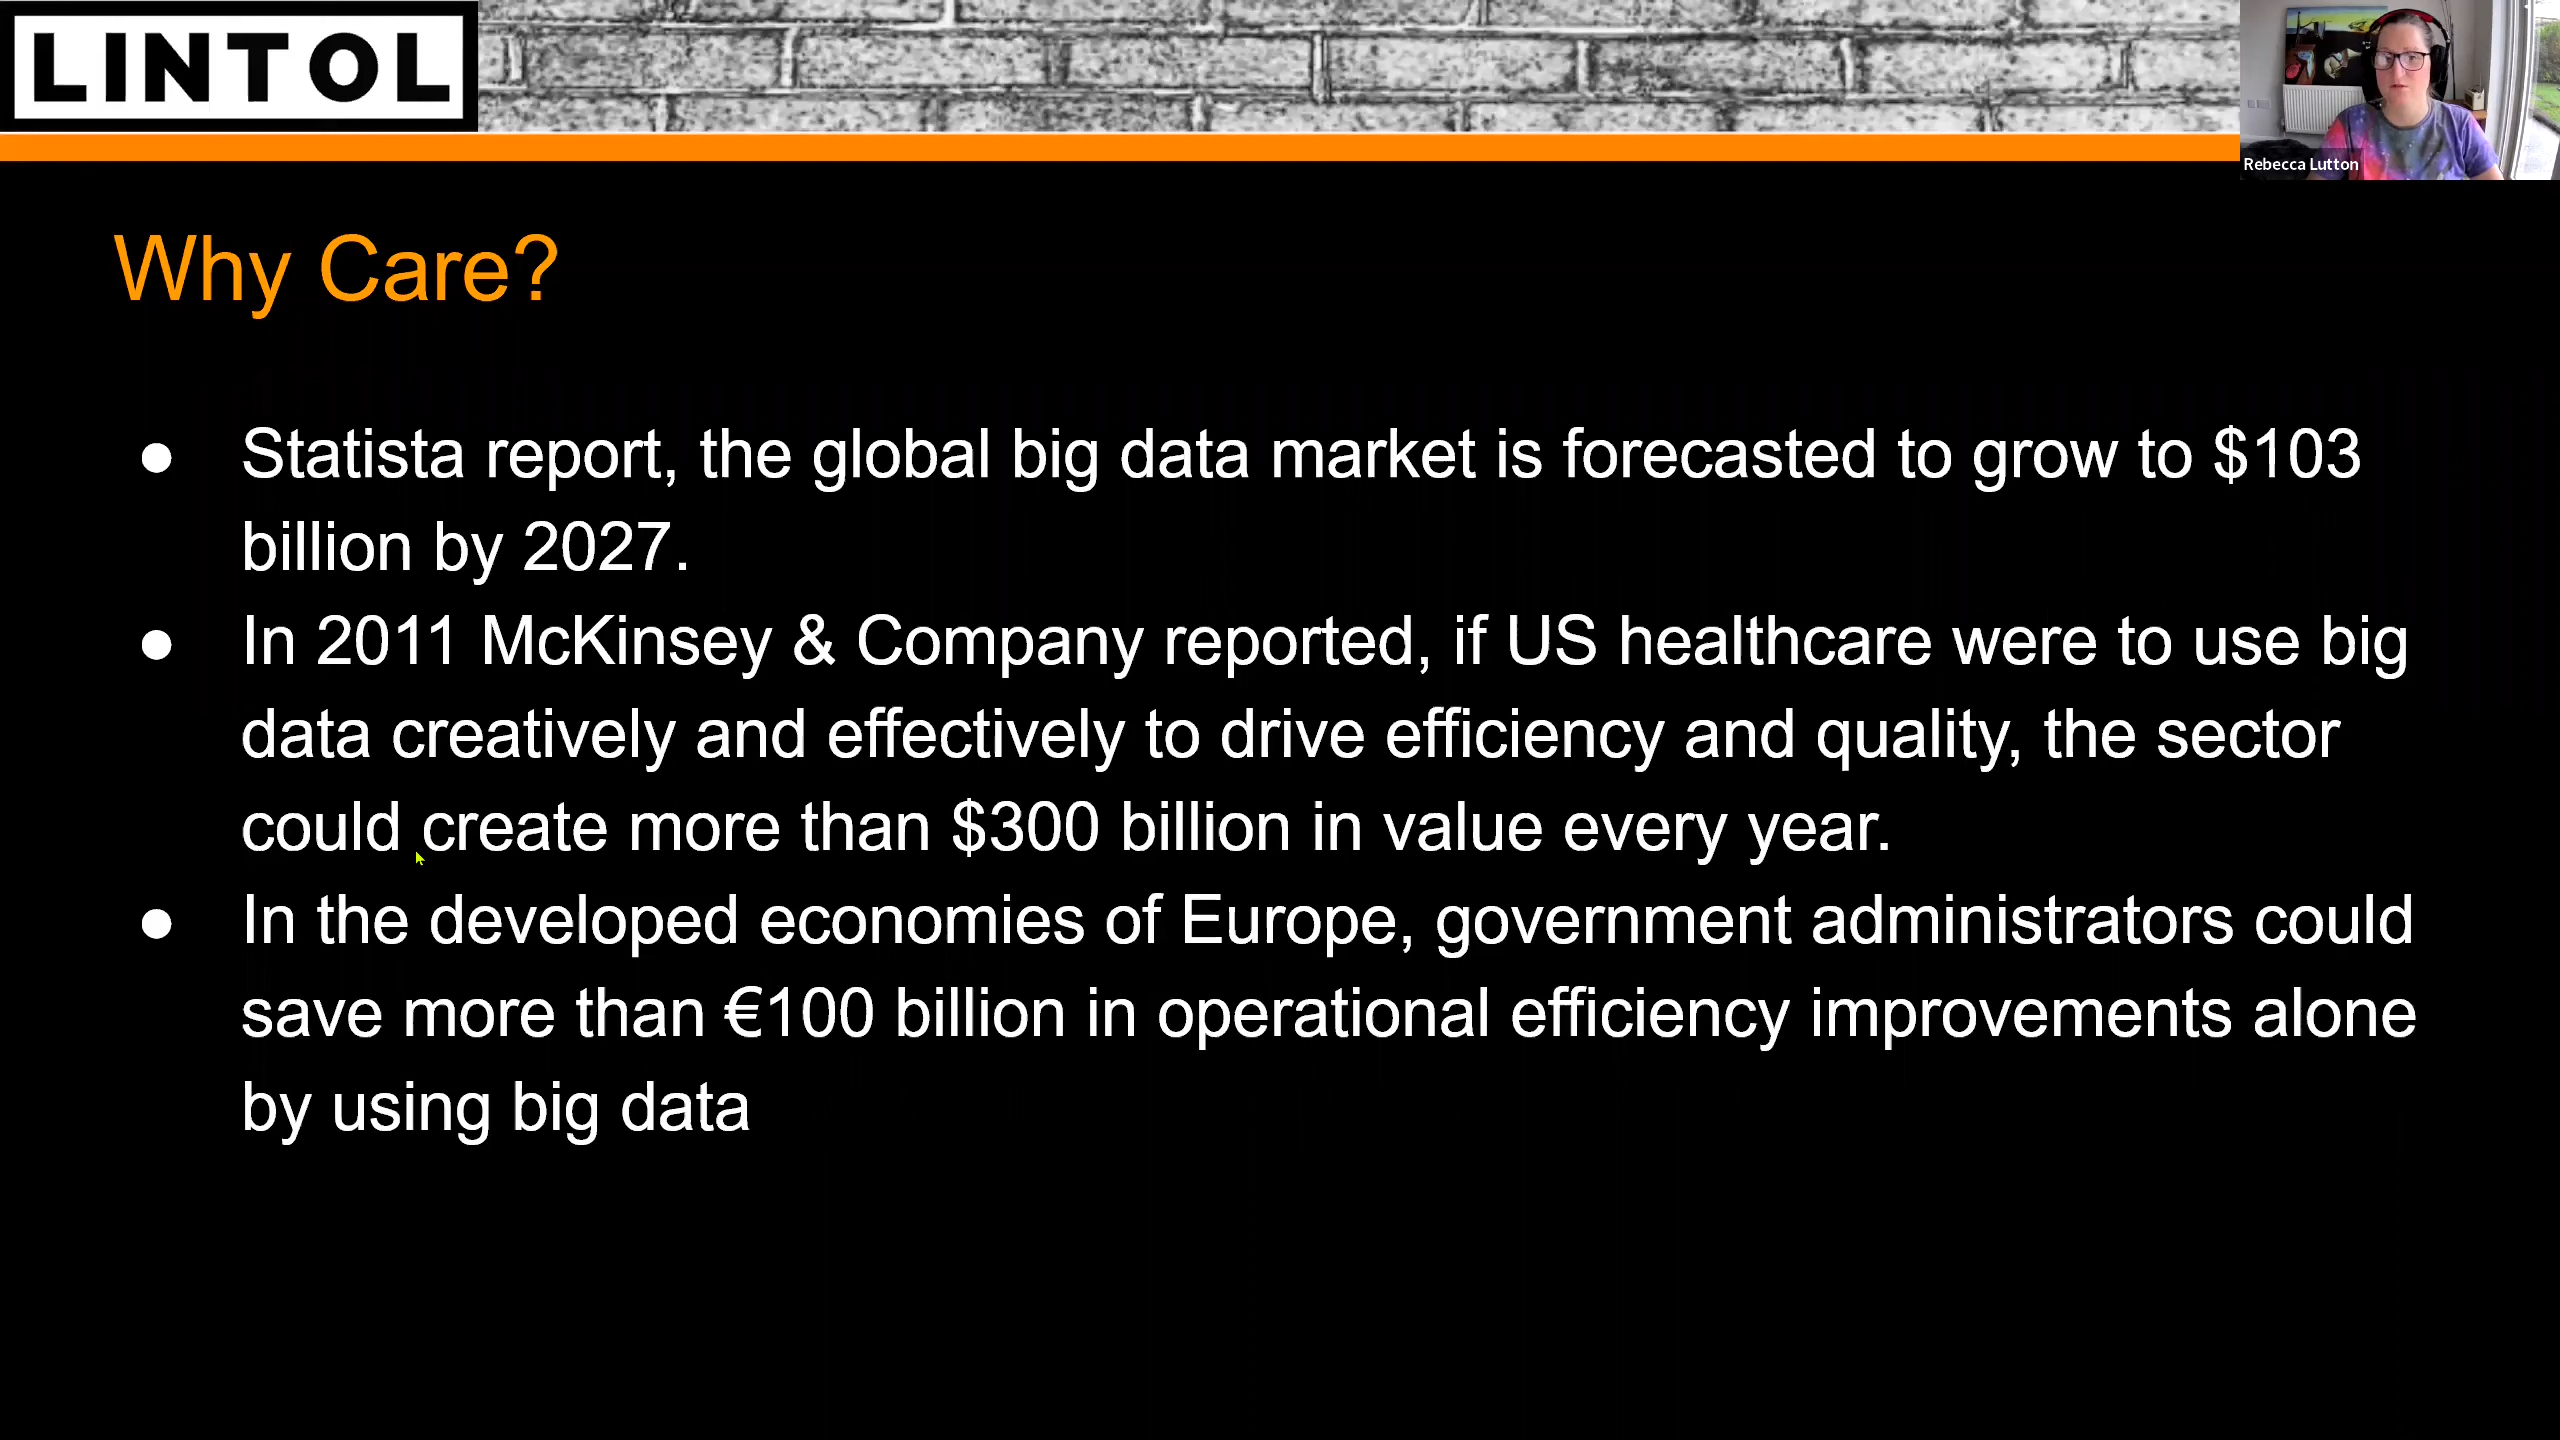 LINTOL
Rebecca Lutton
Why Care?
● Statista report, the global big data market is forecasted to grow to $103
billion by 2027.
● In 2011 McKinsey & Company reported, if US healthcare were to use big
data creatively and effectively to drive efficiency and quality, the sector
could create more than $300 billion in value every year.
● In the developed economies of Europe, government administrators could
save more than €100 billion in operational efficiency improvements alone
by using big data